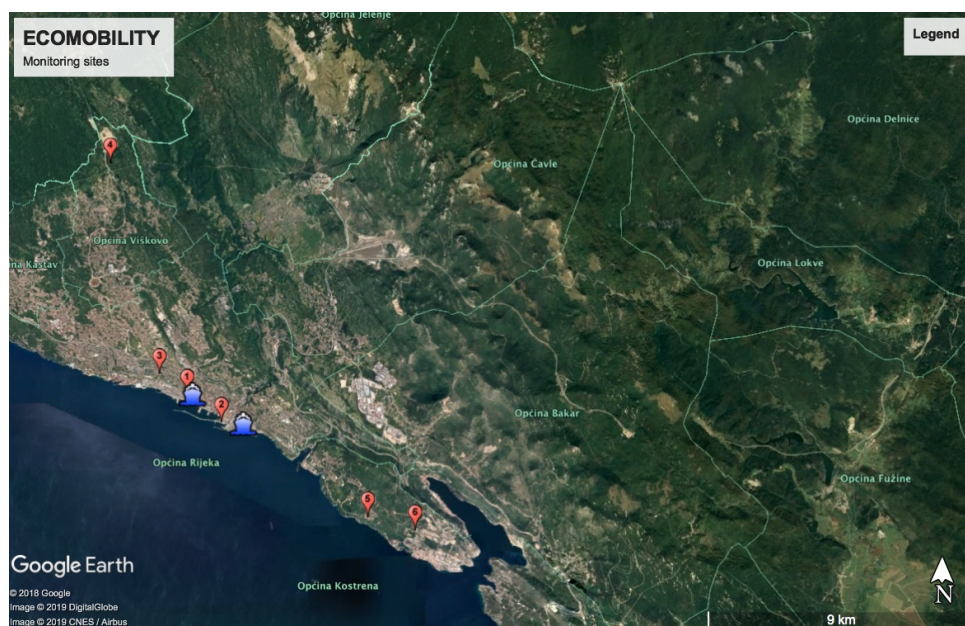 Općina Jelenje
ECOMOBILITY
Monitoring sites
Legend
Općina Delnice
4
Općina Čavle
Općina Viškovo
ina Kastav
Općina Lokve
3
1
2
Općina Bakar
Općina Rijeka
Općina Fužine
5
6
Google Earth
Općina Kostrena
N
© 2018 Google
Image © 2019 DigitalGlobe
Image © 2019 CNES / Airbus
9 km